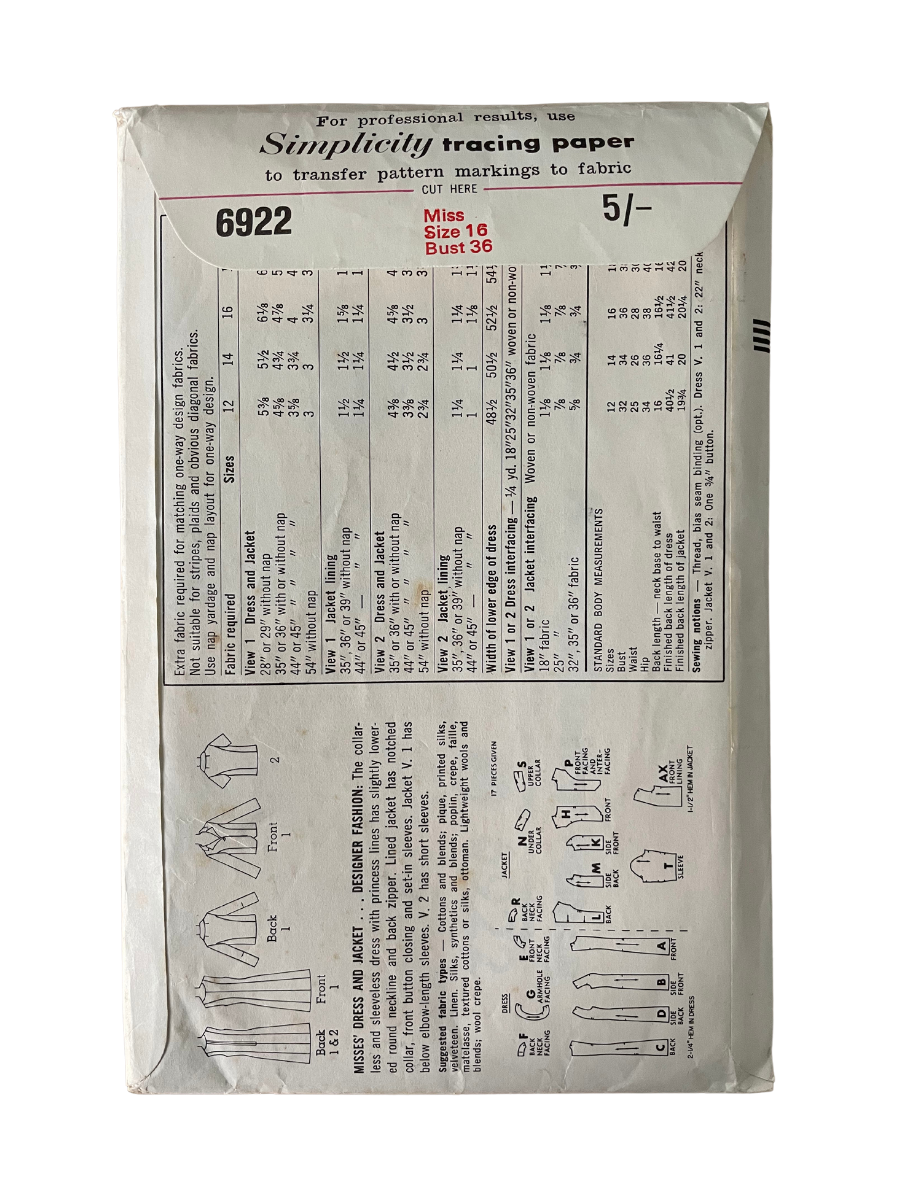 For professional results, use
Simplicity tracing paper
to transfer pattern markings to fabric
CUT HERE
6922
Miss
Size 16
Bust 36
5/-
Extra fabric required for matching one-way design fabrics.
Not suitable for stripes, plaids and obvious diagonal fabrics.
Use nap yardage and nap layout for one-way design.
Fabric required Sizes 12 14 16
View 1 Dress and Jacket
28" or 29" without nap 5⅜ 5½ 6⅛ 6
35" or 36" with or without nap 4⅝ 4¾ 4⅞ 5
44" or 45" " " " 3⅝ 3¾ 4 4
54" without nap 3 3 3¼ 3
View 1 Jacket lining
35", 36" or 39" without nap 1½ 1½ 1⅝ 1
44" or 45" — " " 1¼ 1¼ 1¼ 1
View 2 Dress and Jacket
35" or 36" with or without nap 4⅜ 4½ 4⅝ 4
44" or 45" " " " 3⅜ 3½ 3½ 3
54" without nap 2¾ 2¾ 3 3
View 2 Jacket lining
35", 36" or 39" without nap 1¼ 1¼ 1¼
44" or 45" — " " 1 1 1⅛
Width of lower edge of dress 48½ 50½ 52½ 54½
View 1 or 2 Dress Interfacing — ¼ yd. 18"25"32"35"36" woven or non-wo
View 1 or 2 Jacket interfacing Woven or non-woven fabric
18" fabric 1⅛ 1⅛ 1⅛
25" " ⅞ ⅞ ⅞
32", 35" or 36" fabric ⅝ ¾ ¾
STANDARD BODY MEASUREMENTS
Sizes 12 14 16
Bust 32 34 36
Waist 25 26 28
Hip 34 36 38
Back length — neck base to waist 16 16¼ 16½
Finished back length of dress 40½ 41 41½ 42
Finished back length of jacket 19¾ 20 20¼ 20
Sewing notions — Thread, bias seam binding (opt.). Dress V. 1 and 2: 22" neck
zipper. Jacket V. 1 and 2: One ¾" button.
Back
1 & 2
Front
1
Back
1
Front
1
2
MISSES' DRESS AND JACKET . . . DESIGNER FASHION: The collar-
less and sleeveless dress with princess lines has slightly lower-
ed round neckline and back zipper. Lined jacket has notched
collar, front button closing and set-in sleeves. Jacket V. 1 has
below elbow-length sleeves. V. 2 has short sleeves.
Suggested fabric types — Cottons and blends; pique, printed silks,
velveteen. Linen. Silks, synthetics and blends; poplin, crepe, faille,
matelasse, textured cottons or silks, ottoman. Lightweight wools and
blends; wool crepe.
17 PIECES GIVEN
DRESS
JACKET
F
BACK
NECK
FACING
G
ARMHOLE
FACING
E
FRONT
NECK
FACING
R
BACK
NECK
FACING
N
UNDER
COLLAR
S
UPPER
COLLAR
C
BACK
D
SIDE
BACK
B
SIDE
FRONT
A
FRONT
L
BACK
M
SIDE
BACK
K
SIDE
FRONT
H
FRONT
P
FRONT
FACING
AND
INTER-
FACING
T
SLEEVE
AX
FRONT
LINING
2-1/4" HEM IN DRESS
1-1/2" HEM IN JACKET